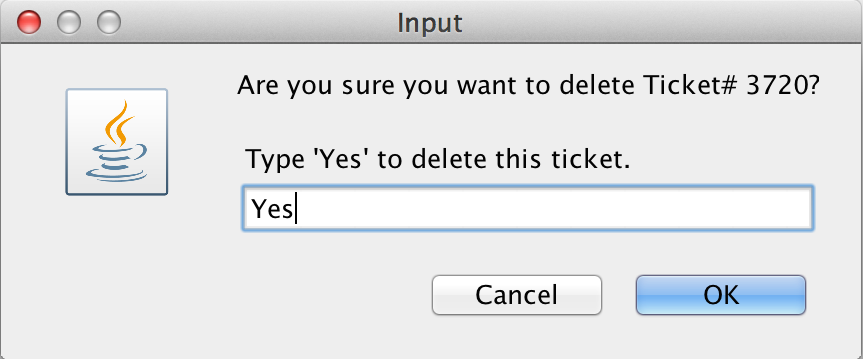 Input
Are you sure you want to delete Ticket# 3720?
Type 'Yes' to delete this ticket.
Yes
Cancel
OK